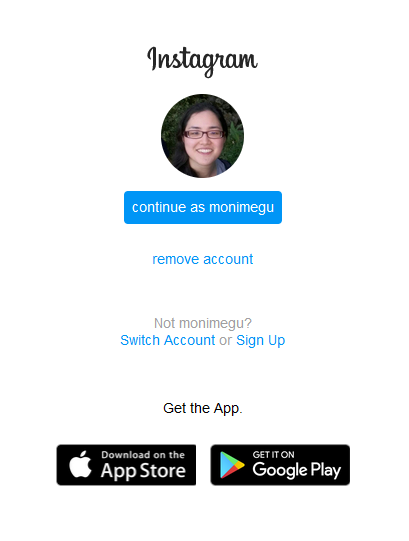 Instagram
continue as monimegu
remove account
Not monimegu?
Switch Account or Sign Up
Get the App.
Download on the
App Store
GET IT ON
Google Play